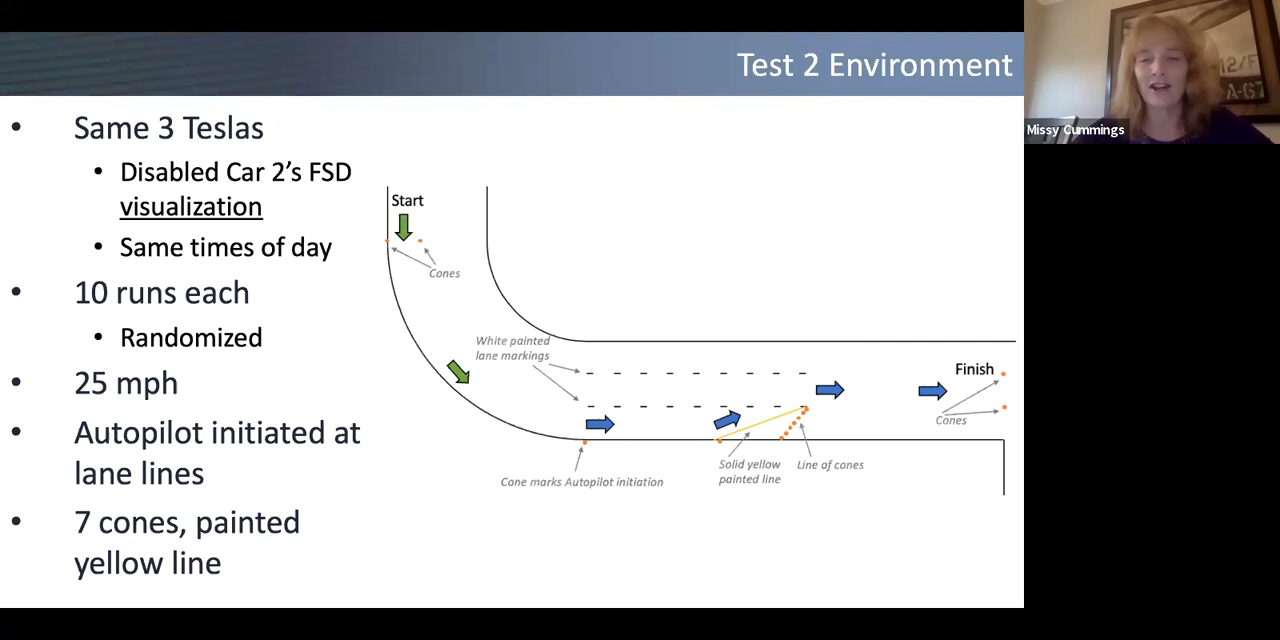 Test 2 Environment
• Same 3 Teslas
• Disabled Car 2's FSD
visualization
• Same times of day
• 10 runs each
• Randomized
• 25 mph
• Autopilot initiated at
lane lines
• 7 cones, painted
yellow line
Start
Cones
White painted
lane markings
Finish
Cones
Solid yellow
painted line
Line of cones
Cone marks Autopilot initiation
12/F
A-67
Missy Cummings